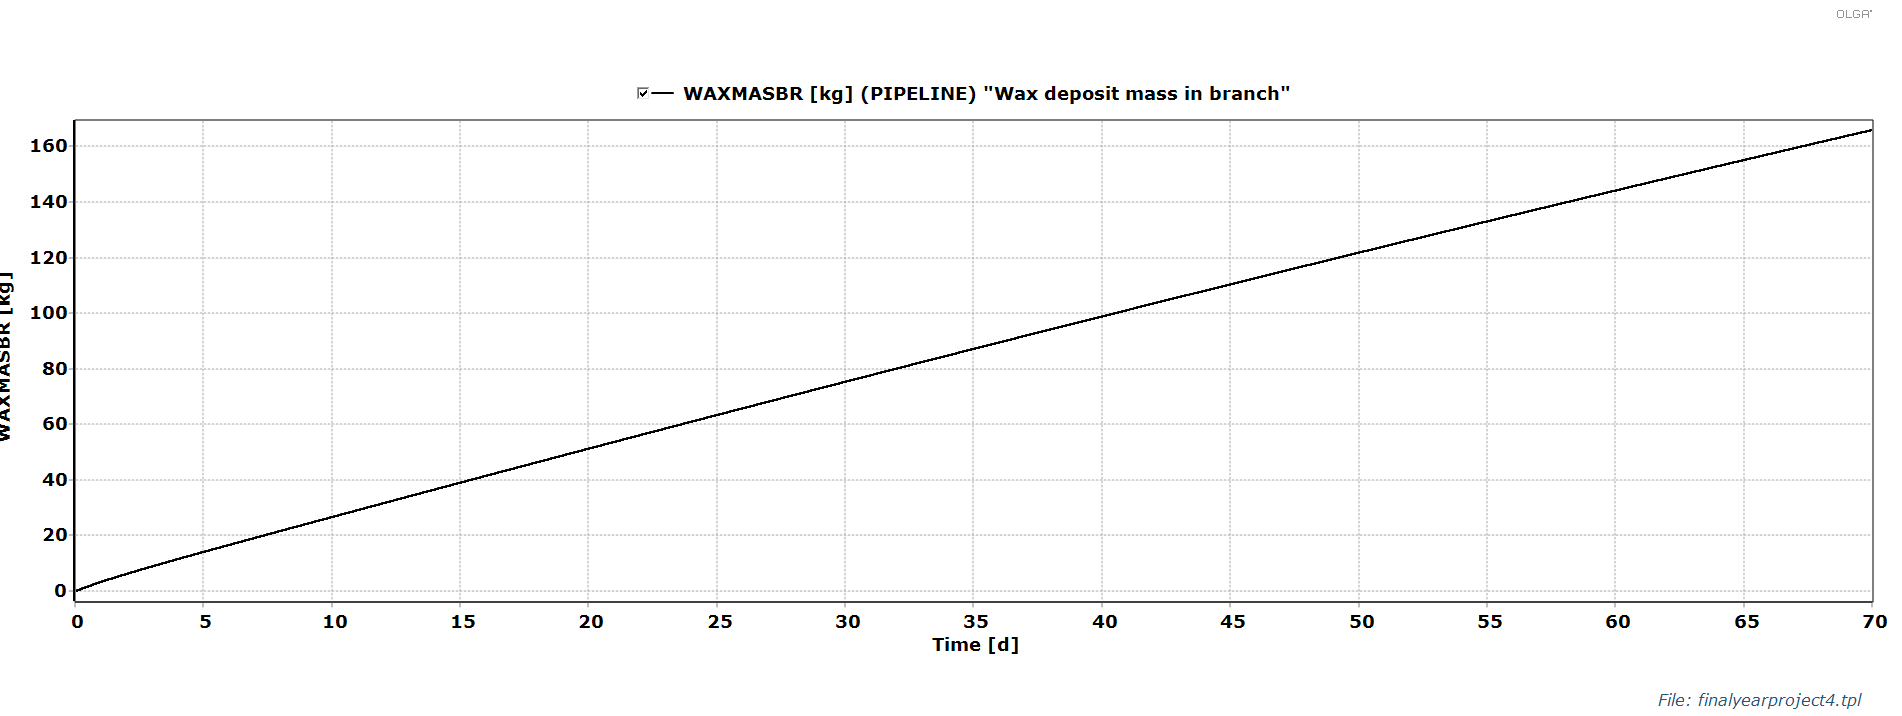 OLGA
WAXMASBR [kg] (PIPELINE) "Wax deposit mass in branch"
WAXMASBR [kg]
160
140
120
100
80
60
40
20
0
0 5 10 15 20 25 30 35 40 45 50 55 60 65 70
Time [d]
File: finalyearproject4.tpl